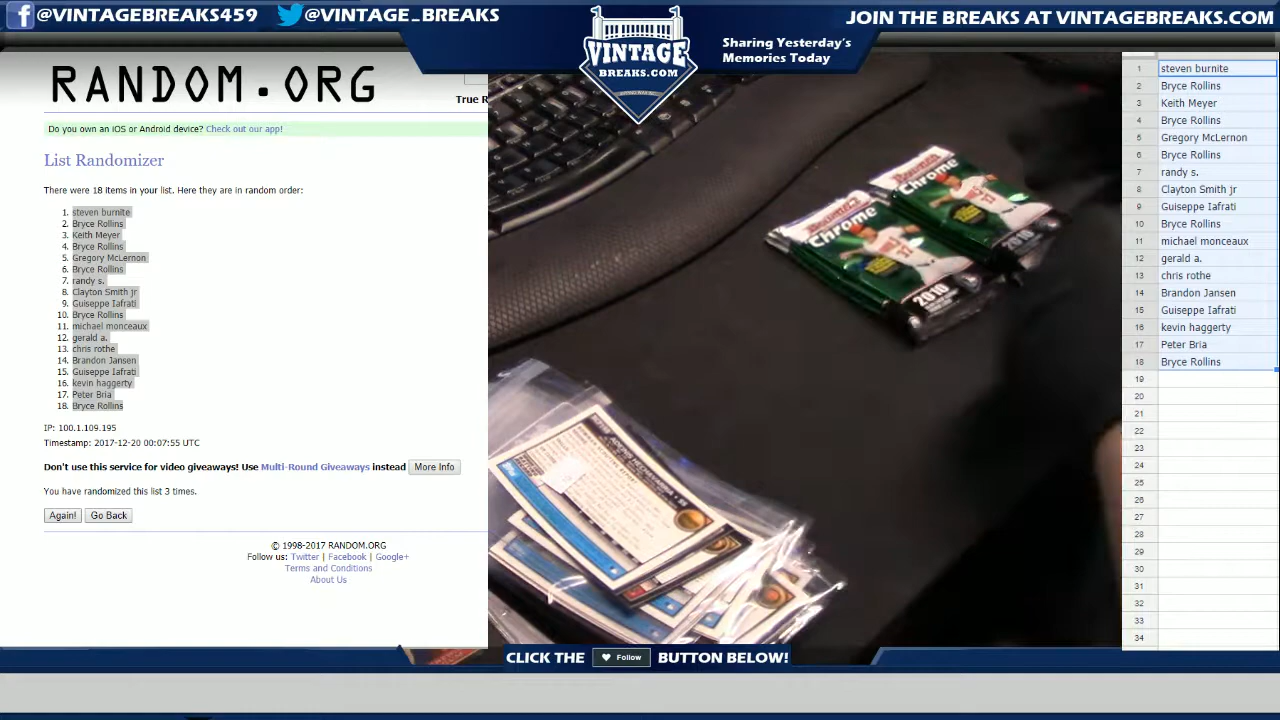 @VINTAGEBREAKS459 @VINTAGE_BREAKS
JOIN THE BREAKS AT VINTAGEBREAKS.COM
VINTAGE
BREAKS.COM
Sharing Yesterday's
Memories Today
RANDOM.ORG
True R
Do you own an iOS or Android device? Check out our app!
List Randomizer
There were 18 items in your list. Here they are in random order:
1. steven burnite
2. Bryce Rollins
3. Keith Meyer
4. Bryce Rollins
5. Gregory McLernon
6. Bryce Rollins
7. randy s.
8. Clayton Smith jr
9. Guiseppe Iafrati
10. Bryce Rollins
11. michael monceaux
12. gerald a.
13. chris rothe
14. Brandon Jansen
15. Guiseppe Iafrati
16. kevin haggerty
17. Peter Bria
18. Bryce Rollins
IP: 100.1.109.195
Timestamp: 2017-12-20 00:07:55 UTC
Don't use this service for video giveaways! Use Multi-Round Giveaways instead More Info
You have randomized this list 3 times.
Again! Go Back
© 1998-2017 RANDOM.ORG
Follow us: Twitter | Facebook | Google+
Terms and Conditions
About Us
Bowman
Chrome
2010
Bowman
Chrome
2010
1 steven burnite
2 Bryce Rollins
3 Keith Meyer
4 Bryce Rollins
5 Gregory McLernon
6 Bryce Rollins
7 randy s.
8 Clayton Smith jr
9 Guiseppe Iafrati
10 Bryce Rollins
11 michael monceaux
12 gerald a.
13 chris rothe
14 Brandon Jansen
15 Guiseppe Iafrati
16 kevin haggerty
17 Peter Bria
18 Bryce Rollins
19
20
21
22
23
24
25
26
27
28
29
30
31
32
33
34
CLICK THE Follow BUTTON BELOW!